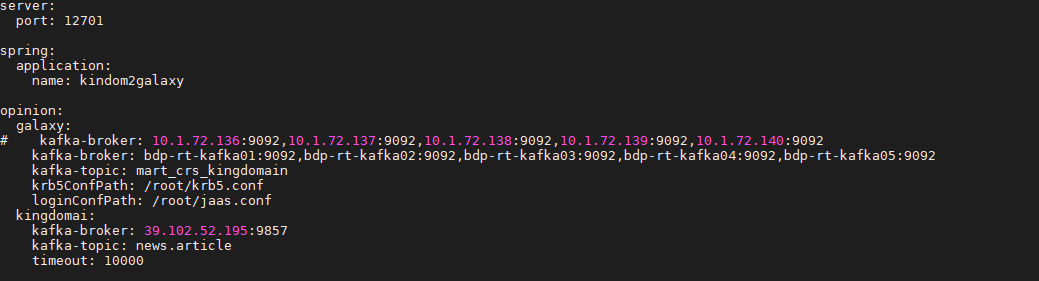 server:
  port: 12701

spring:
  application:
    name: kindom2galaxy

opinion:
  galaxy:
#    kafka-broker: 10.1.72.136:9092,10.1.72.137:9092,10.1.72.138:9092,10.1.72.139:9092,10.1.72.140:9092
    kafka-broker: bdp-rt-kafka01:9092,bdp-rt-kafka02:9092,bdp-rt-kafka03:9092,bdp-rt-kafka04:9092,bdp-rt-kafka05:9092
    kafka-topic: mart_crs_kingdomain
    krb5ConfPath: /root/krb5.conf
    loginConfPath: /root/jaas.conf
  kingdomai:
    kafka-broker: 39.102.52.195:9857
    kafka-topic: news.article
    timeout: 10000